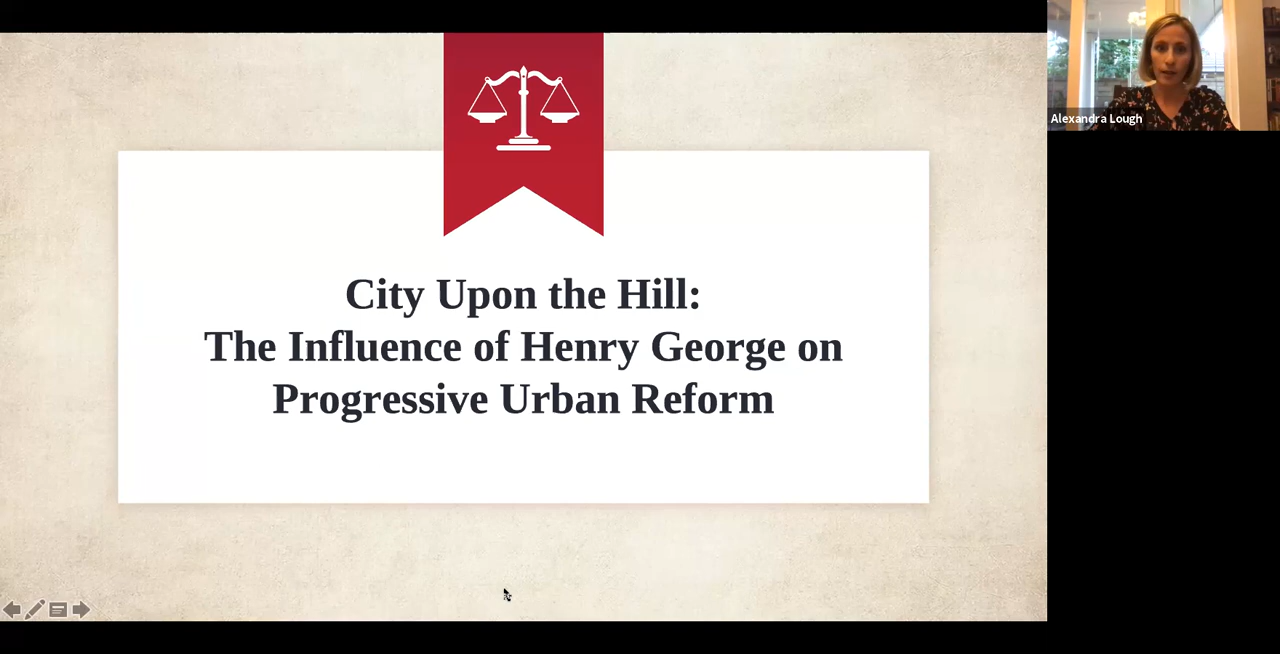 City Upon the Hill:
The Influence of Henry George on
Progressive Urban Reform
Alexandra Lough